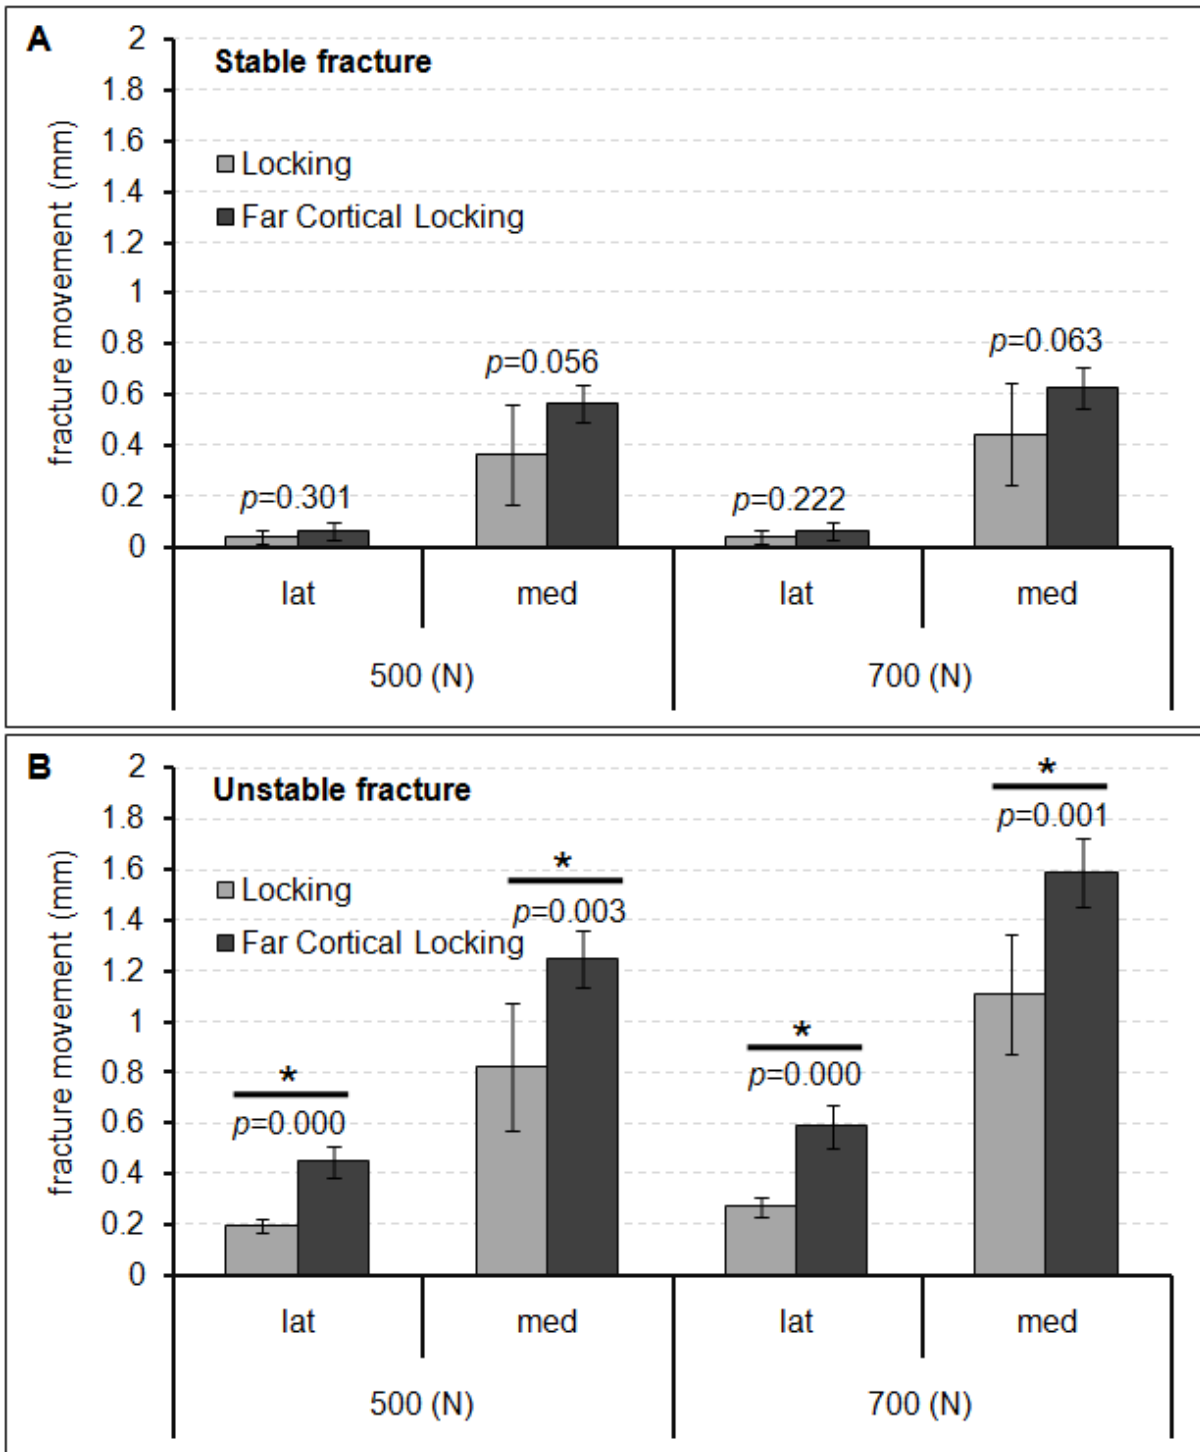 A
Stable fracture
Locking
Far Cortical Locking
fracture movement (mm)
2
1.8
1.6
1.4
1.2
1
0.8
0.6
0.4
0.2
0
p=0.301
p=0.056
p=0.222
p=0.063
lat med lat med
500 (N) 700 (N)
B
Unstable fracture
Locking
Far Cortical Locking
fracture movement (mm)
2
1.8
1.6
1.4
1.2
1
0.8
0.6
0.4
0.2
0
*
p=0.000
*
p=0.003
*
p=0.000
*
p=0.001
lat med lat med
500 (N) 700 (N)